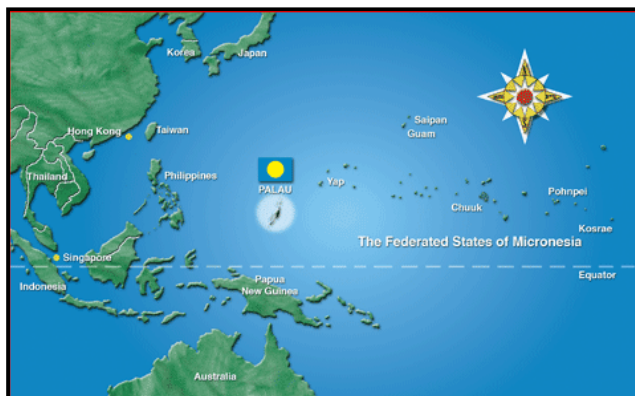 Korea
Japan
Hong Kong
Taiwan
Saipan
Guam
Thailand
Philippines
PALAU
Yap
Chuuk
Pohnpei
Kosrae
The Federated States of Micronesia
Singapore
Equator
Indonesia
Papua
New Guinea
Australia